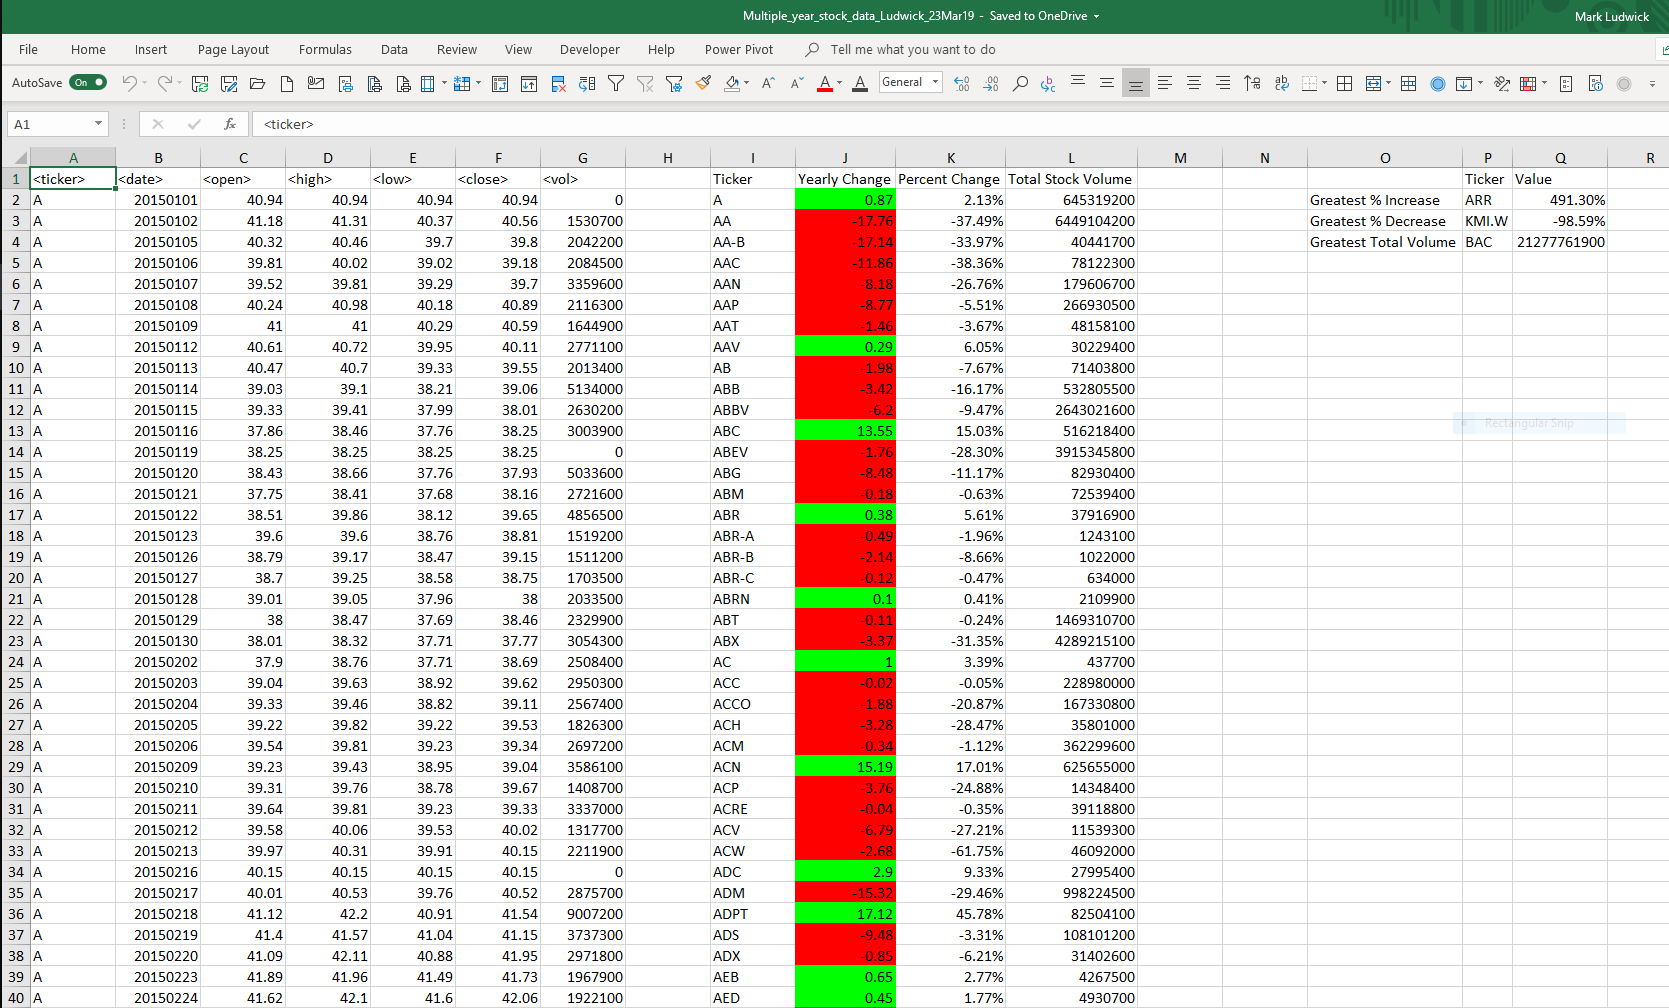 Multiple_year_stock_data_Ludwick_23Mar19 - Saved to OneDrive
Mark Ludwick
File Home Insert Page Layout Formulas Data Review View Developer Help Power Pivot Tell me what you want to do
AutoSave On General
A1 fx <ticker>
A B C D E F G H I J K L M N O P Q R
1 <ticker> <date> <open> <high> <low> <close> <vol> Ticker Yearly Change Percent Change Total Stock Volume Ticker Value
2 A 20150101 40.94 40.94 40.94 40.94 0 A 0.87 2.13% 645319200 Greatest % Increase ARR 491.30%
3 A 20150102 41.18 41.31 40.37 40.56 1530700 AA -17.76 -37.49% 6449104200 Greatest % Decrease KMI.W -98.59%
4 A 20150105 40.32 40.46 39.7 39.8 2042200 AA-B -17.14 -33.97% 40441700 Greatest Total Volume BAC 21277761900
5 A 20150106 39.81 40.02 39.02 39.18 2084500 AAC -11.86 -38.36% 78122300
6 A 20150107 39.52 39.81 39.29 39.7 3359600 AAN -8.18 -26.76% 179606700
7 A 20150108 40.24 40.98 40.18 40.89 2116300 AAP -8.77 -5.51% 266930500
8 A 20150109 41 41 40.29 40.59 1644900 AAT -1.46 -3.67% 48158100
9 A 20150112 40.61 40.72 39.95 40.11 2771100 AAV 0.29 6.05% 30229400
10 A 20150113 40.47 40.7 39.33 39.55 2013400 AB -1.98 -7.67% 71403800
11 A 20150114 39.03 39.1 38.21 39.06 5134000 ABB -3.42 -16.17% 532805500
12 A 20150115 39.33 39.41 37.99 38.01 2630200 ABBV -6.2 -9.47% 2643021600
13 A 20150116 37.86 38.46 37.76 38.25 3003900 ABC 13.55 15.03% 516218400 Rectangular Snip
14 A 20150119 38.25 38.25 38.25 38.25 0 ABEV -1.76 -28.30% 3915345800
15 A 20150120 38.43 38.66 37.76 37.93 5033600 ABG -8.48 -11.17% 82930400
16 A 20150121 37.75 38.41 37.68 38.16 2721600 ABM -0.18 -0.63% 72539400
17 A 20150122 38.51 39.86 38.12 39.65 4856500 ABR 0.38 5.61% 37916900
18 A 20150123 39.6 39.6 38.76 38.81 1519200 ABR-A -0.49 -1.96% 1243100
19 A 20150126 38.79 39.17 38.47 39.15 1511200 ABR-B -2.14 -8.66% 1022000
20 A 20150127 38.7 39.25 38.58 38.75 1703500 ABR-C -0.12 -0.47% 634000
21 A 20150128 39.01 39.05 37.96 38 2033500 ABRN 0.1 0.41% 2109900
22 A 20150129 38 38.47 37.69 38.46 2329900 ABT -0.11 -0.24% 1469310700
23 A 20150130 38.01 38.32 37.71 37.77 3054300 ABX -3.37 -31.35% 4289215100
24 A 20150202 37.9 38.76 37.71 38.69 2508400 AC 1 3.39% 437700
25 A 20150203 39.04 39.63 38.92 39.62 2950300 ACC -0.02 -0.05% 228980000
26 A 20150204 39.33 39.46 38.82 39.11 2567400 ACCO -1.88 -20.87% 167330800
27 A 20150205 39.22 39.82 39.22 39.53 1826300 ACH -3.28 -28.47% 35801000
28 A 20150206 39.54 39.81 39.23 39.34 2697200 ACM -0.34 -1.12% 362299600
29 A 20150209 39.23 39.43 38.95 39.04 3586100 ACN 15.19 17.01% 625655000
30 A 20150210 39.31 39.76 38.78 39.67 1408700 ACP -3.76 -24.88% 14348400
31 A 20150211 39.64 39.81 39.23 39.33 3337000 ACRE -0.04 -0.35% 39118800
32 A 20150212 39.58 40.06 39.53 40.02 1317700 ACV -6.79 -27.21% 11539300
33 A 20150213 39.97 40.31 39.91 40.15 2211900 ACW -2.68 -61.75% 46092000
34 A 20150216 40.15 40.15 40.15 40.15 0 ADC 2.9 9.33% 27995400
35 A 20150217 40.01 40.53 39.76 40.52 2875700 ADM -15.32 -29.46% 998224500
36 A 20150218 41.12 42.2 40.91 41.54 9007200 ADPT 17.12 45.78% 82504100
37 A 20150219 41.4 41.57 41.04 41.15 3737300 ADS -9.48 -3.31% 108101200
38 A 20150220 41.09 42.11 40.88 41.95 2971800 ADX -0.85 -6.21% 31402600
39 A 20150223 41.89 41.96 41.49 41.73 1967900 AEB 0.65 2.77% 4267500
40 A 20150224 41.62 42.1 41.6 42.06 1922100 AED 0.45 1.77% 4930700